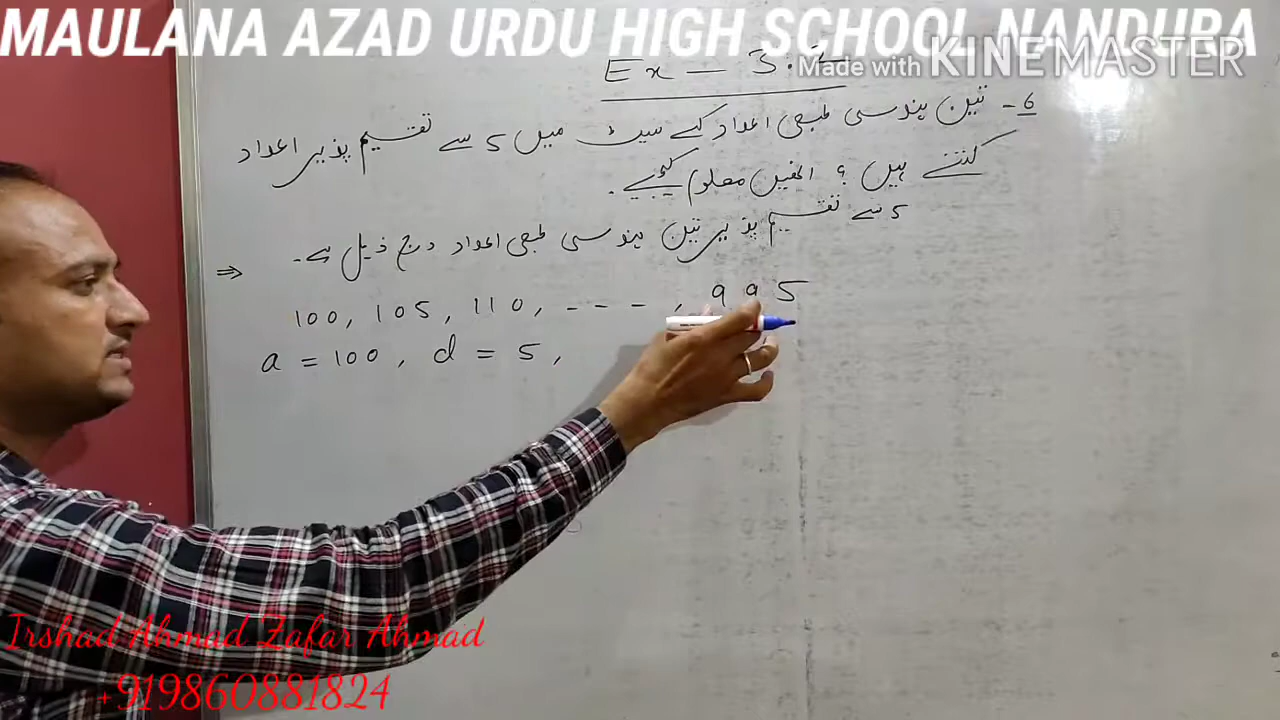 MAULANA AZAD URDU HIGH SCHOOL NANDURA
Made with KINEMASTER
Ex - 3.2
6- تین ہندسی طبعی اعداد کے سیٹ میں 5 سے تقسیم پذیر اعداد
کتنے ہیں ؟ انھیں معلوم کیجیے۔
⇒ 5 سے تقسیم پذیر تین ہندسی طبعی اعداد درج ذیل ہے۔
100, 105, 110, - - - , 995
a = 100, d = 5,
Irshad Ahmad Zafar Ahmad
+919860881824